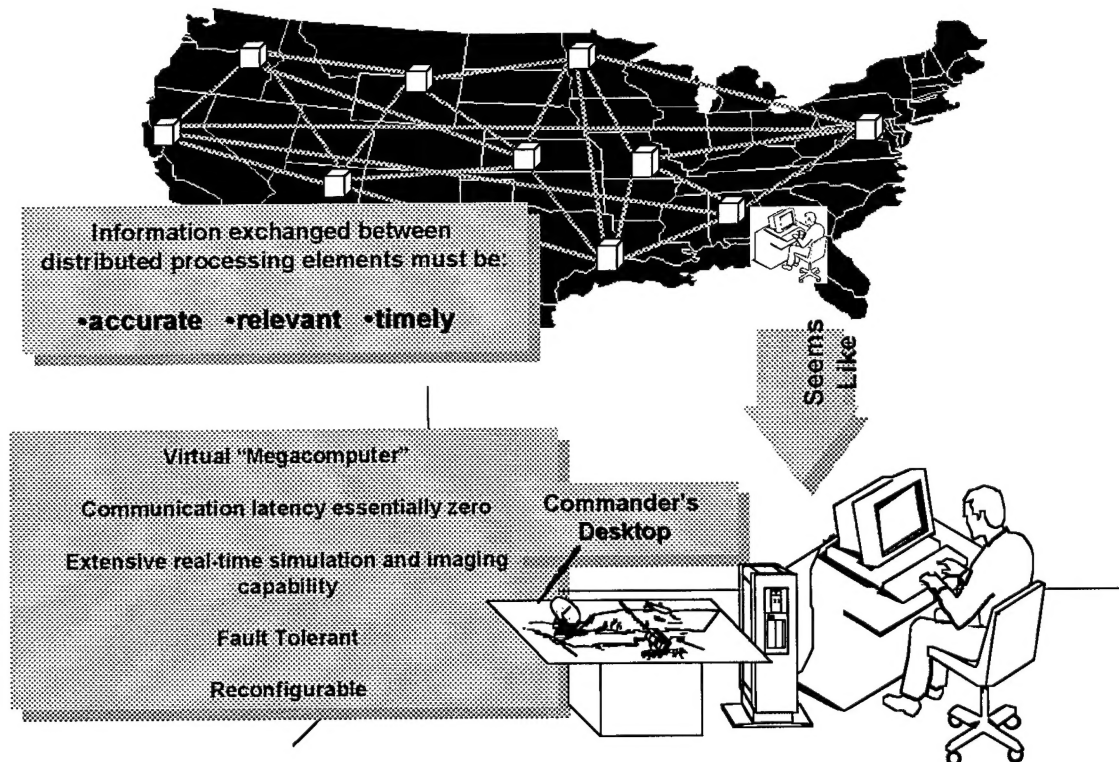 Information exchanged between
distributed processing elements must be:
•accurate •relevant •timely
Seems
Like
Virtual "Megacomputer"
Communication latency essentially zero
Extensive real-time simulation and imaging
capability
Fault Tolerant
Reconfigurable
Commander's
Desktop